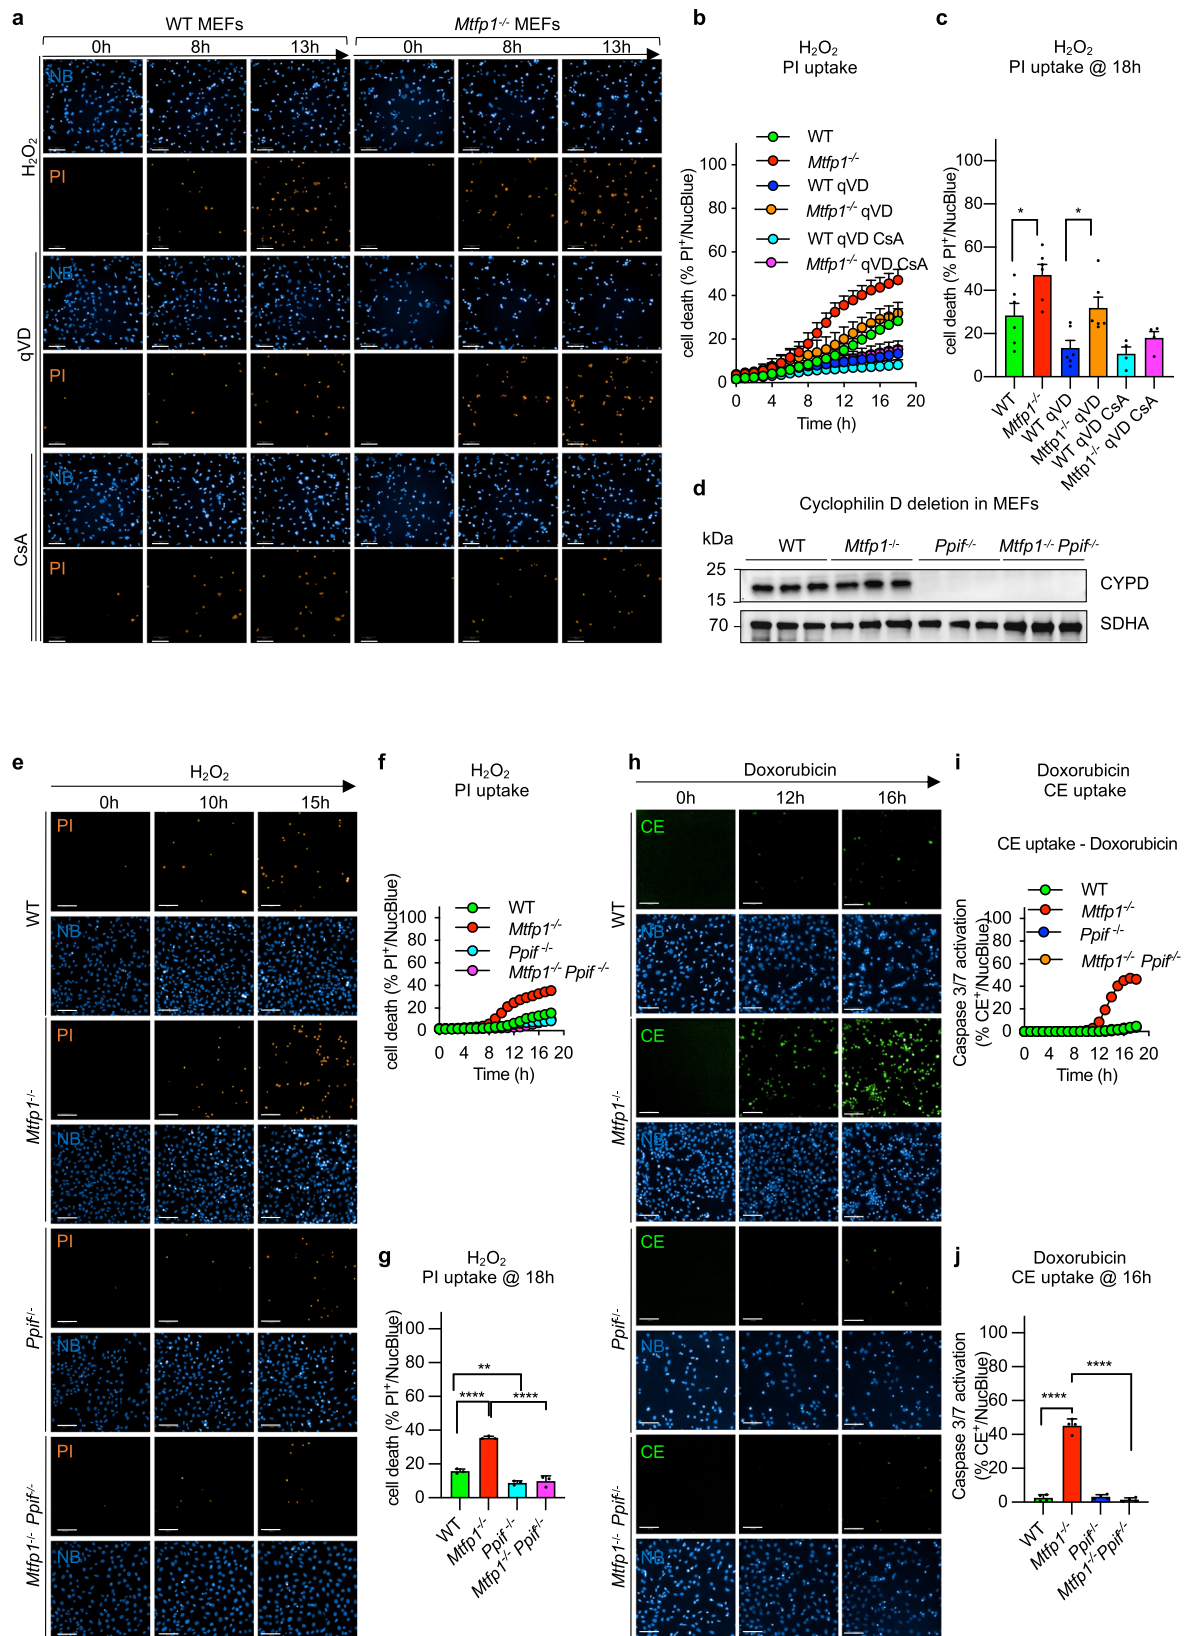 a
WT MEFs
Mtfp1-/- MEFs
0h 8h 13h 0h 8h 13h
H2O2
NB
PI
qVD
NB
PI
CsA
NB
PI
b
H2O2
PI uptake
WT
Mtfp1-/-
WT qVD
Mtfp1-/- qVD
WT qVD CsA
Mtfp1-/- qVD CsA
cell death (% PI+/NucBlue)
100
80
60
40
20
0
0 4 8 12 16 20
Time (h)
c
H2O2
PI uptake @ 18h
cell death (% PI+/NucBlue)
100
80
60
40
20
0
* *
WT
Mtfp1-/-
WT qVD
Mtfp1-/- qVD
WT qVD CsA
Mtfp1-/- qVD CsA
d
Cyclophilin D deletion in MEFs
kDa
WT Mtfp1-/- Ppif-/- Mtfp1-/- Ppif-/-
25
15
CYPD
70
SDHA
e
H2O2
0h 10h 15h
WT
PI
NB
Mtfp1-/-
PI
NB
Ppif-/-
PI
NB
Mtfp1-/- Ppif-/-
PI
NB
f
H2O2
PI uptake
WT
Mtfp1-/-
Ppif -/-
Mtfp1-/- Ppif -/-
cell death (% PI+/NucBlue)
100
80
60
40
20
0
0 4 8 12 16 20
Time (h)
g
H2O2
PI uptake @ 18h
cell death (% PI+/NucBlue)
100
80
60
40
20
0
**
**** ****
WT
Mtfp1-/-
Ppif -/-
Mtfp1-/- Ppif-/-
h
Doxorubicin
0h 12h 16h
WT
CE
NB
Mtfp1-/-
CE
NB
Ppif-/-
CE
NB
Mtfp1-/- Ppif-/-
CE
NB
i
Doxorubicin
CE uptake
CE uptake - Doxorubicin
WT
Mtfp1-/-
Ppif -/-
Mtfp1-/- Ppif-/-
Caspase 3/7 activation
(% CE+/NucBlue)
100
80
60
40
20
0
0 4 8 12 16 20
Time (h)
j
Doxorubicin
CE uptake @ 16h
Caspase 3/7 activation
(% CE+/NucBlue)
100
80
60
40
20
0
****
****
WT
Mtfp1-/-
Ppif-/-
Mtfp1-/- Ppif-/-